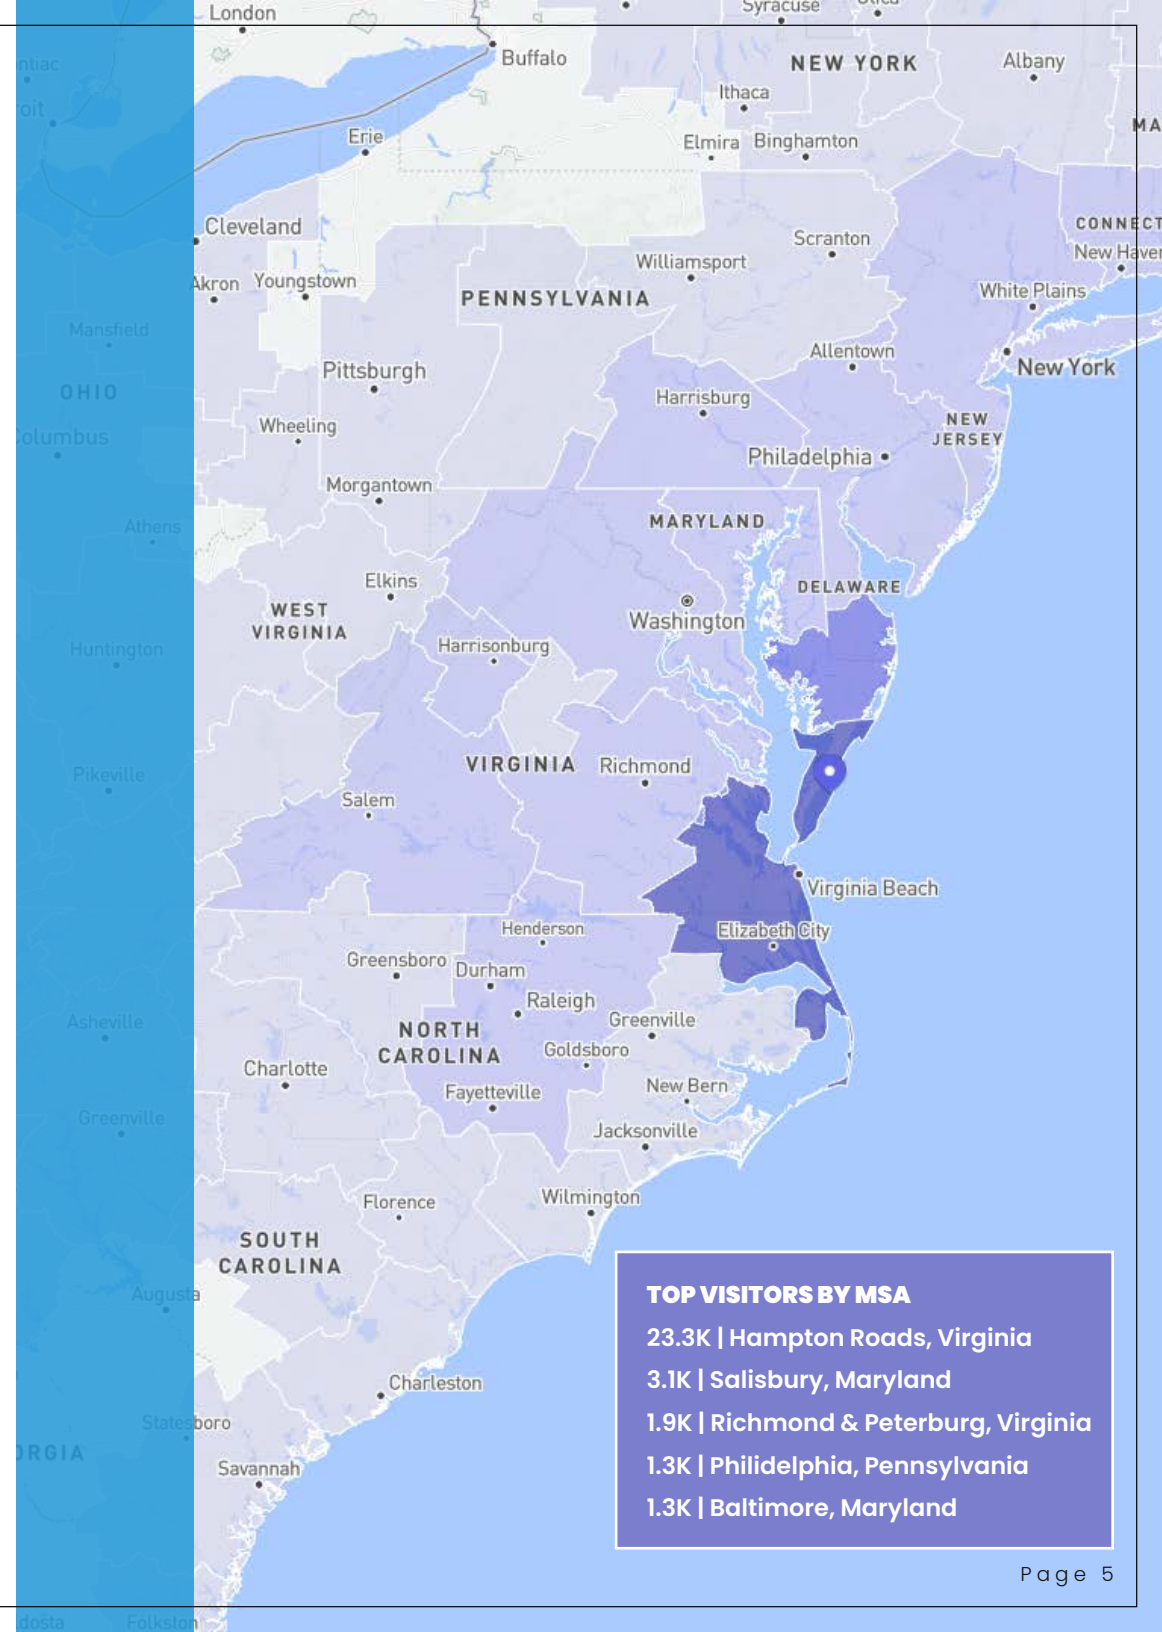 London
Syracuse
Buffalo
NEW YORK
Albany
Ithaca
MA
Erie
Elmira
Binghamton
Cleveland
CONNECT
Scranton
New Haven
Akron
Youngstown
Williamsport
PENNSYLVANIA
White Plains
Mansfield
Allentown
New York
Pittsburgh
OHIO
Harrisburg
NEW
JERSEY
Wheeling
Columbus
Philadelphia
Morgantown
MARYLAND
Athens
Elkins
DELAWARE
WEST
VIRGINIA
Washington
Huntington
Harrisonburg
VIRGINIA
Richmond
Pikeville
Salem
Virginia Beach
Henderson
Elizabeth City
Greensboro
Durham
Raleigh
Asheville
NORTH
CAROLINA
Greenville
Goldsboro
Charlotte
Fayetteville
New Bern
Greenville
Jacksonville
Florence
Wilmington
SOUTH
CAROLINA
Augusta
Charleston
Statesboro
ORGIA
Savannah
TOP VISITORS BY MSA
23.3K | Hampton Roads, Virginia
3.1K | Salisbury, Maryland
1.9K | Richmond & Peterburg, Virginia
1.3K | Philidelphia, Pennsylvania
1.3K | Baltimore, Maryland
Page 5
dosta
Folkston